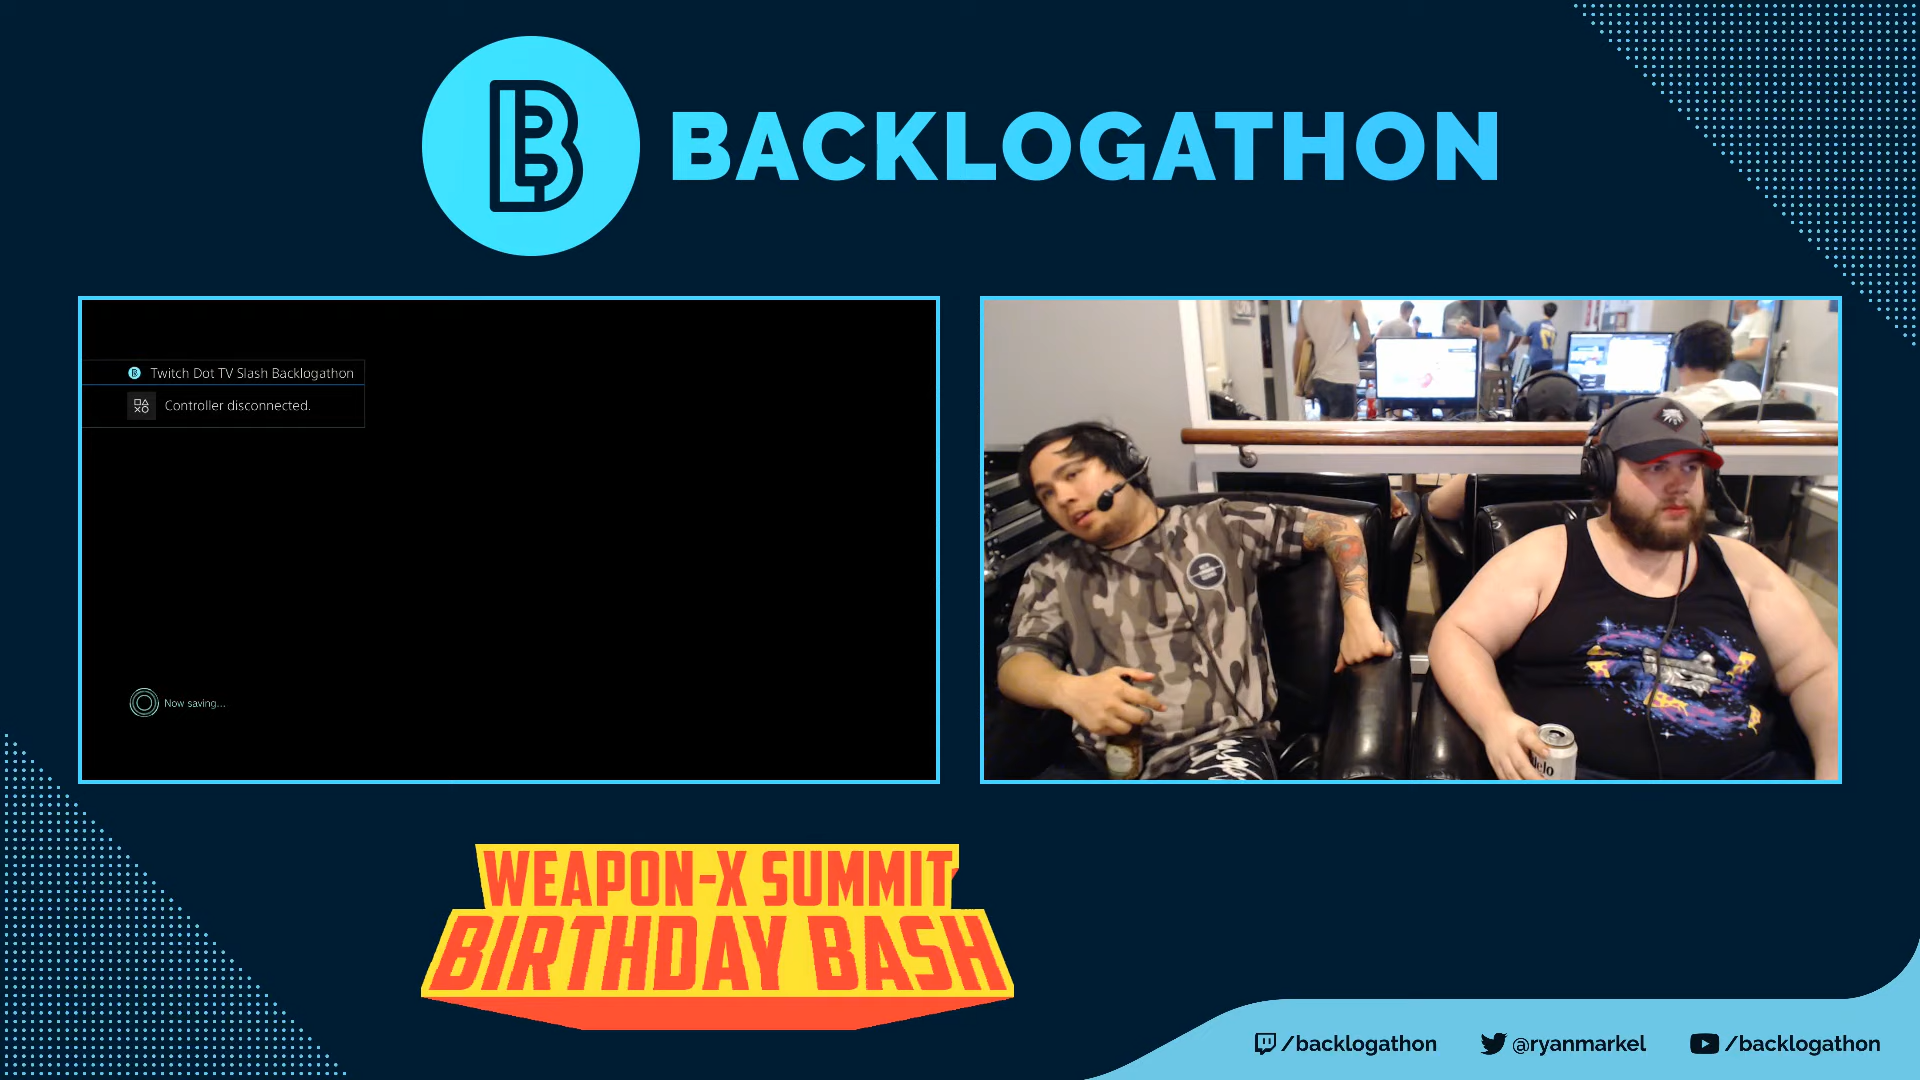 BACKLOGATHON
Twitch Dot TV Slash Backlogathon
Controller disconnected.
Now saving...
WEAPON-X SUMMIT
BIRTHDAY BASH
/backlogathon
@ryanmarkel
/backlogathon